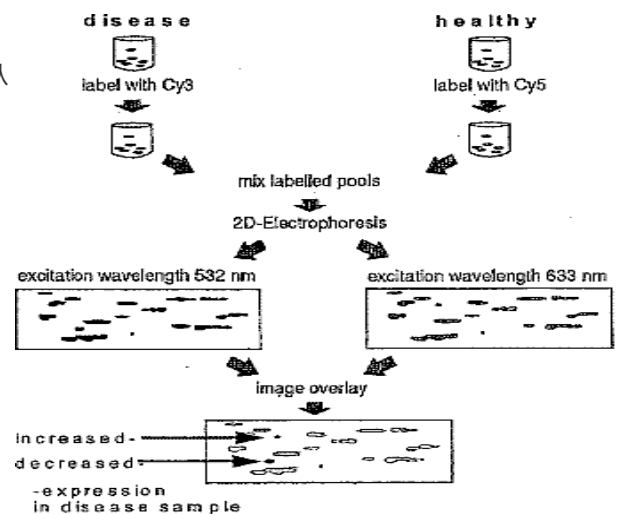 disease
healthy
label with Cy3
label with Cy5
mix labelled pools
2D-Electrophoresis
excitation wavelength 532 nm
excitation wavelength 633 nm
image overlay
increased-
decreased-
-expression
in disease sample